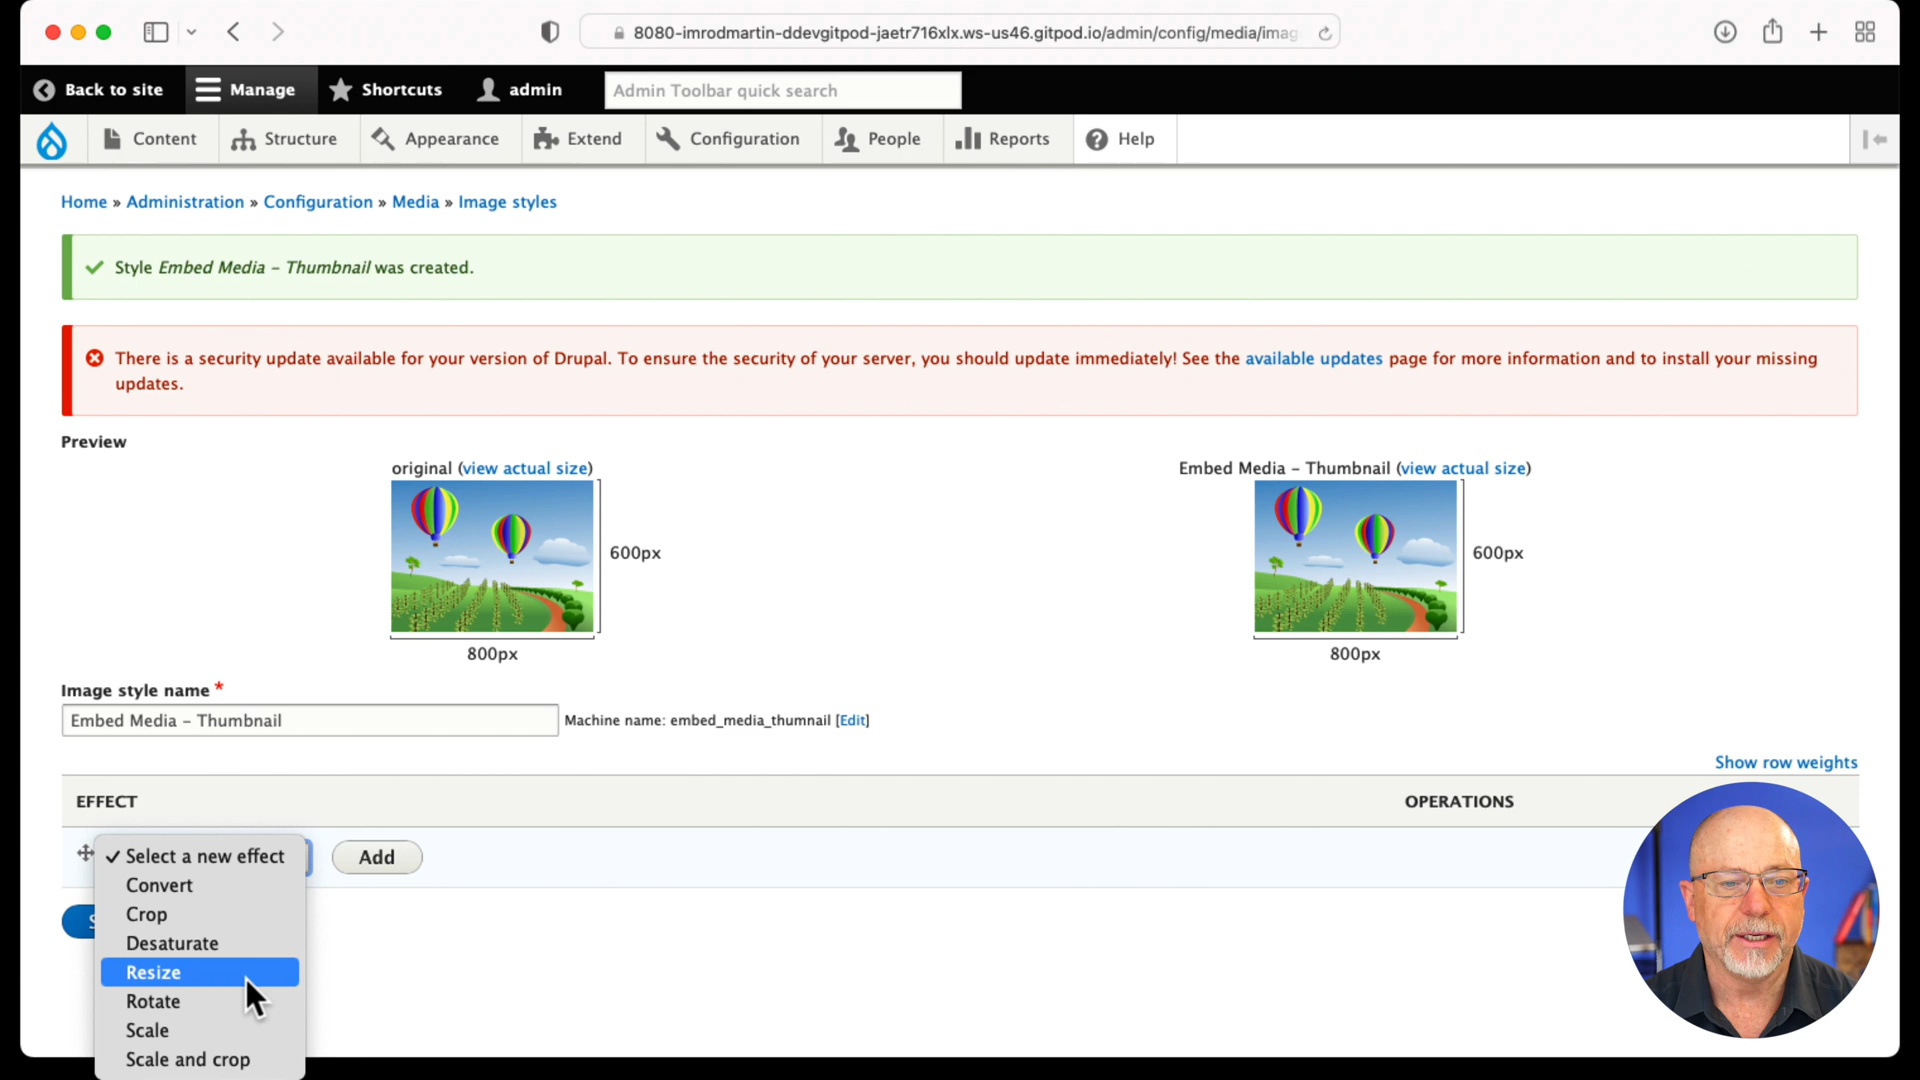 8080-imrodmartin-ddevgitpod-jaetr716xlx.ws-us46.gitpod.io/admin/config/media/imag
Back to site
Manage
Shortcuts
admin
Admin Toolbar quick search
Content
Structure
Appearance
Extend
Configuration
People
Reports
Help
Home » Administration » Configuration » Media » Image styles
Style Embed Media – Thumbnail was created.
There is a security update available for your version of Drupal. To ensure the security of your server, you should update immediately! See the available updates page for more information and to install your missing
updates.
Preview
original (view actual size)
Embed Media – Thumbnail (view actual size)
600px
600px
800px
800px
Image style name *
Embed Media – Thumbnail
Machine name: embed_media_thumnail [Edit]
Show row weights
EFFECT
OPERATIONS
Select a new effect
Add
Convert
Crop
Desaturate
Resize
Rotate
Scale
Scale and crop